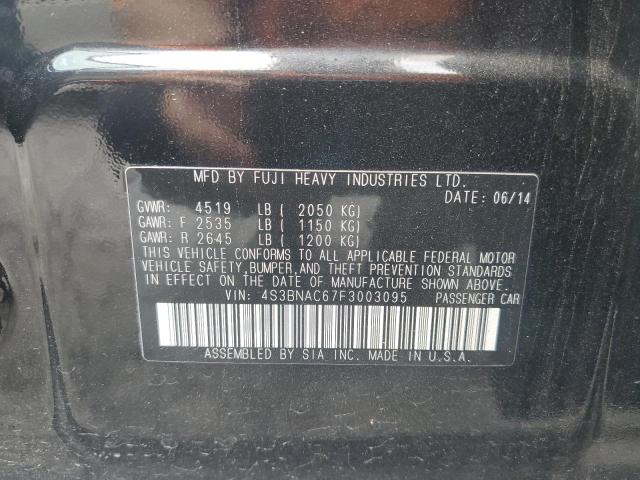 MFD BY FUJI HEAVY INDUSTRIES LTD.
DATE: 06/14
GVWR: 4519 LB ( 2050 KG)
GAWR: F 2535 LB ( 1150 KG)
GAWR: R 2645 LB ( 1200 KG)
THIS VEHICLE CONFORMS TO ALL APPLICABLE FEDERAL MOTOR
VEHICLE SAFETY, BUMPER, AND THEFT PREVENTION STANDARDS
IN EFFECT ON THE DATE OF MANUFACTURE SHOWN ABOVE.
VIN: 4S3BNAC67F3003095 PASSENGER CAR
ASSEMBLED BY SIA INC. MADE IN U.S.A.